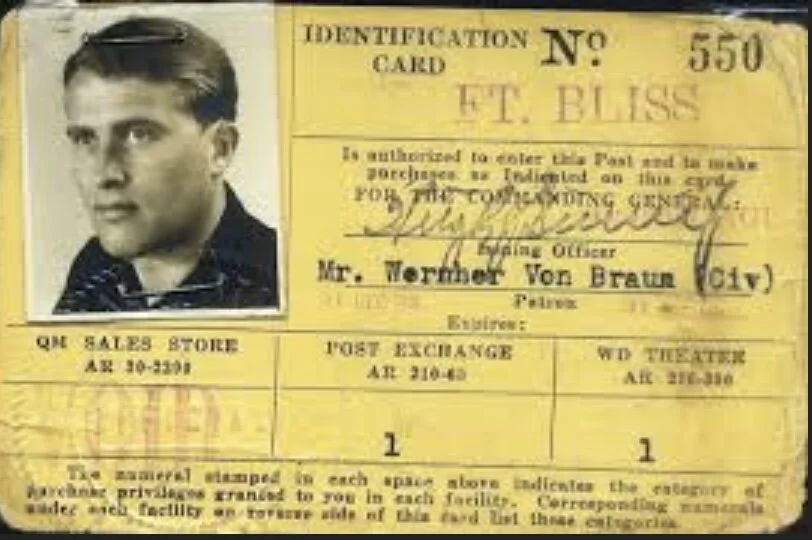 IDENTIFICATION
CARD
No. 550
FT. BLISS
Is authorized to enter this Post and to make
purchases as indicated on this card.
FOR THE COMMANDING GENERAL:
Issuing Officer
Mr. Wernher Von Braun (Civ)
Patron
Expires:
QM SALES STORE
AR 30-2290
POST EXCHANGE
AR 210-65
WD THEATER
AR
1
1
The numeral stamped in each space above indicates the category of
purchase privileges granted to you in each facility. Corresponding numerals
under each facility on reverse side of this card list those categories.